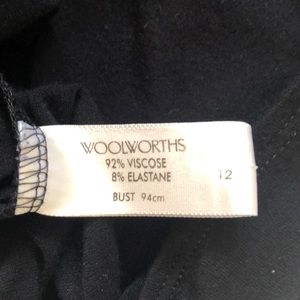 WOOLWORTHS
92% VISCOSE
8% ELASTANE 12
BUST 94cm